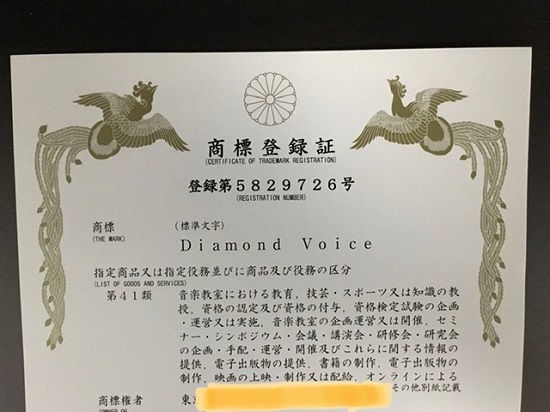 商標登録証
(CERTIFICATE OF TRADEMARK REGISTRATION)
登録第5829726号
(REGISTRATION NUMBER)
商標 (標準文字)
(THE MARK)
Diamond Voice
指定商品又は指定役務並びに商品及び役務の区分
(LIST OF GOODS AND SERVICES)
第41類 音楽教室における教育,技芸・スポーツ又は知識の教
授,資格の認定及び資格の付与,資格検定試験の企画
・運営又は実施,音楽教室の企画運営又は開催,セミ
ナー・シンポジウム・会議・講演会・研修会・研究会
の企画・手配・運営・開催及びこれらに関する情報の
提供,電子出版物の提供,書籍の制作,電子出版物の
制作,映画の上映・制作又は配給,オンラインによる
その他別紙記載
商標権者 東京
(OWNER OF